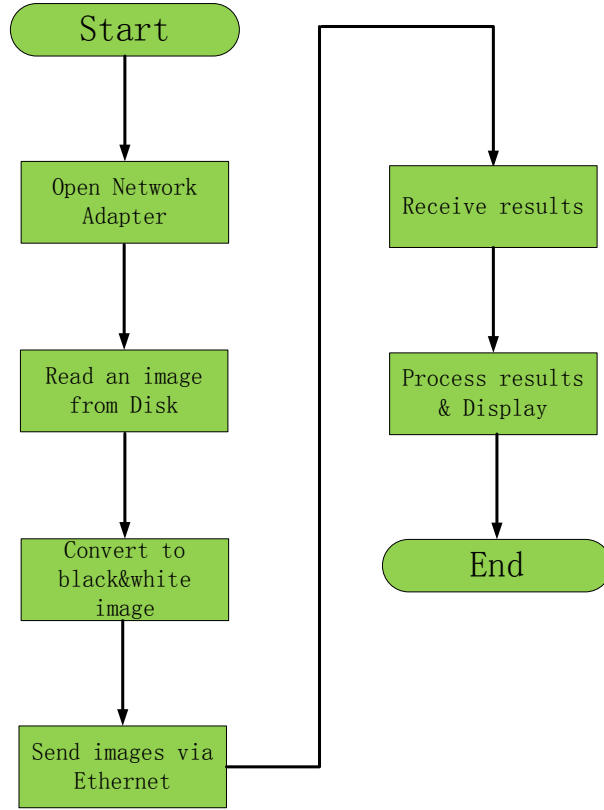 Start
Open Network
Adapter
Read an image
from Disk
Convert to
black&white
image
Send images via
Ethernet
Receive results
Process results
& Display
End